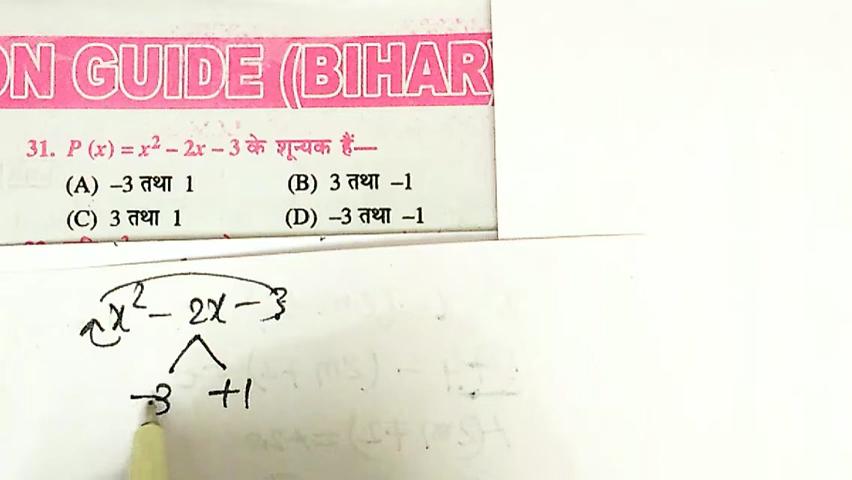 ON GUIDE (BIHAR)
31. P (x) = x² – 2x – 3 के शून्यक हैं—
(A) –3 तथा 1 (B) 3 तथा –1
(C) 3 तथा 1 (D) –3 तथा –1
x² – 2x – 3
–3 +1